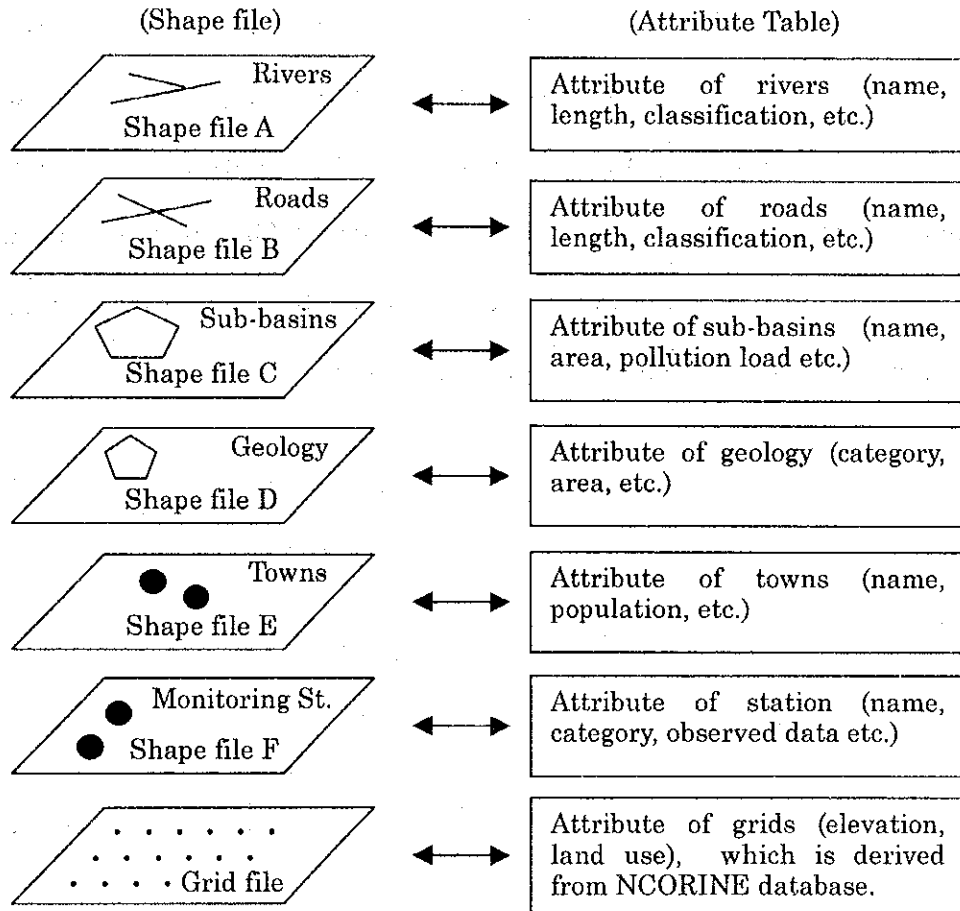 (Shape file)
(Attribute Table)
Rivers
Shape file A
Attribute of rivers (name,
length, classification, etc.)
Roads
Shape file B
Attribute of roads (name,
length, classification, etc.)
Sub-basins
Shape file C
Attribute of sub-basins (name,
area, pollution load etc.)
Geology
Shape file D
Attribute of geology (category,
area, etc.)
Towns
Shape file E
Attribute of towns (name,
population, etc.)
Monitoring St.
Shape file F
Attribute of station (name,
category, observed data etc.)
Grid file
Attribute of grids (elevation,
land use), which is derived
from NCORINE database.